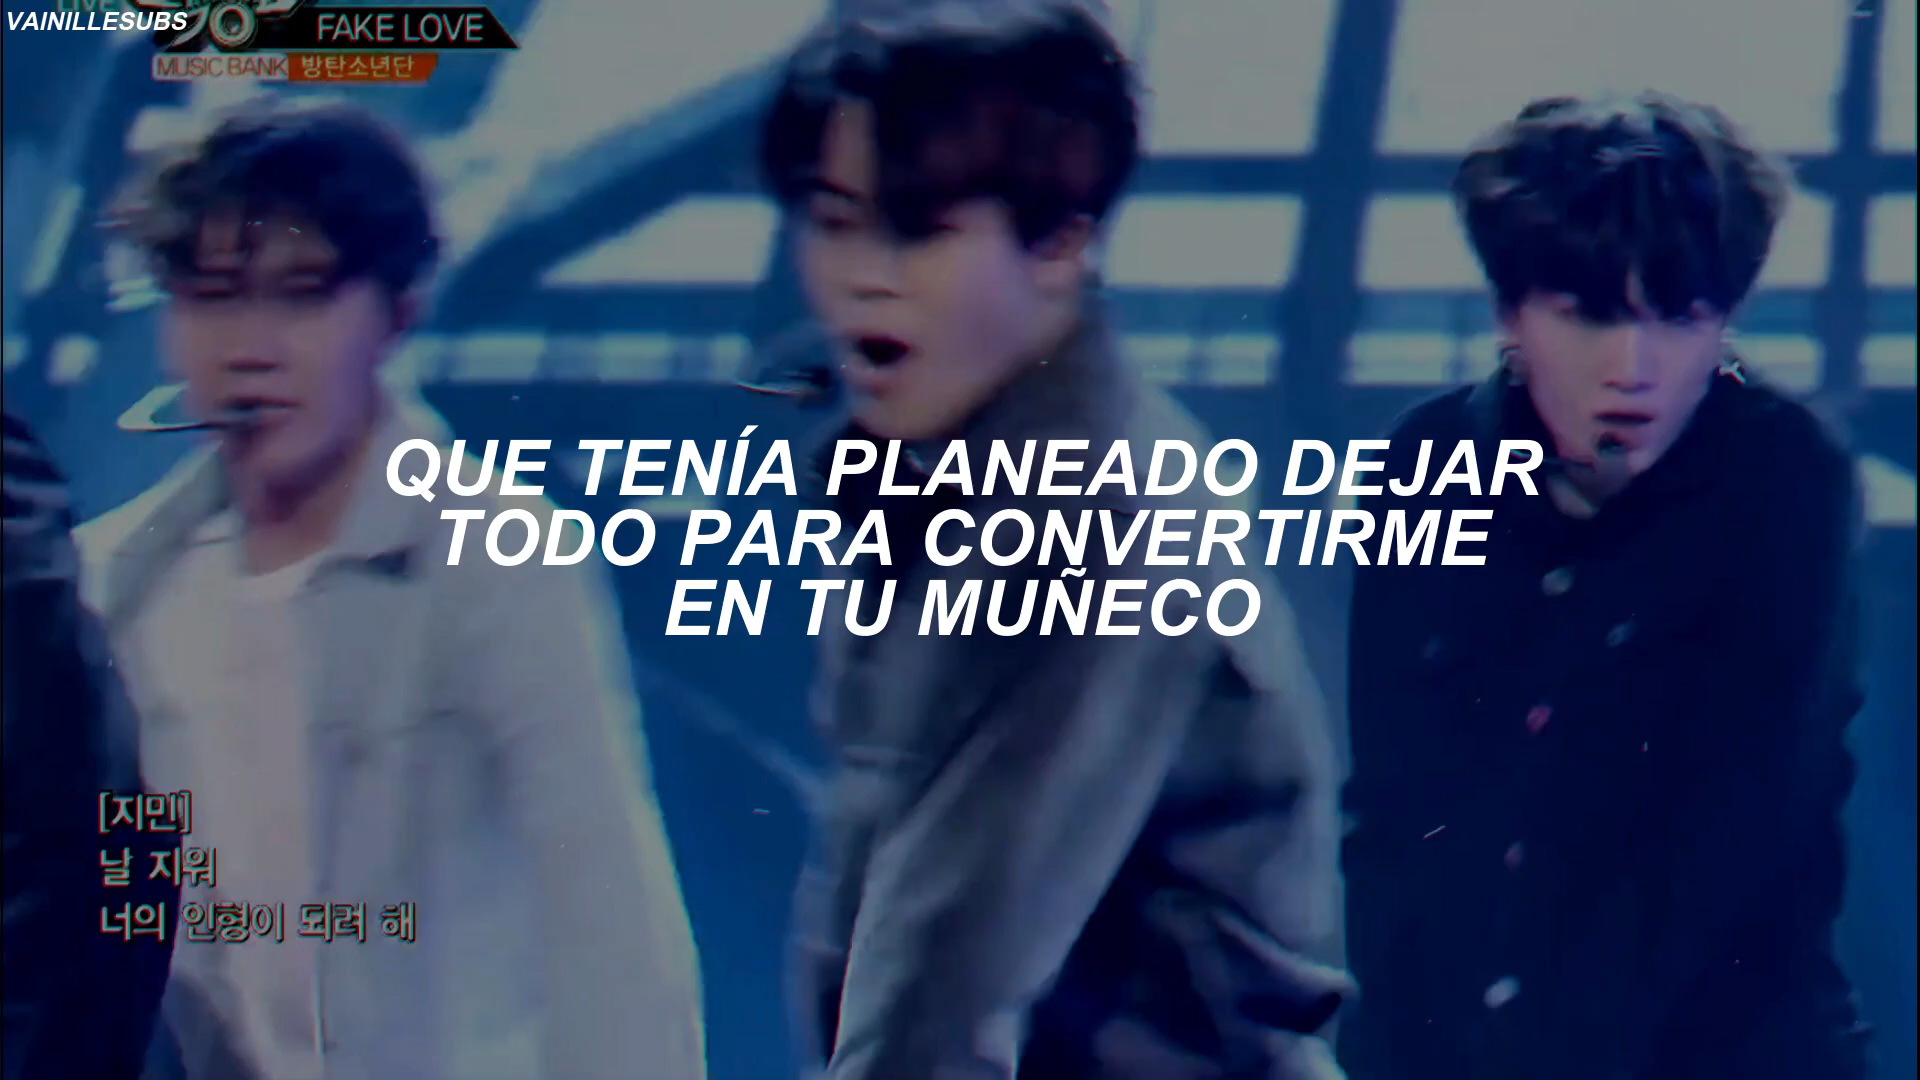 LIVE
VAINILLESUBS
FAKE LOVE
MUSIC BANK 방탄소년단
QUE TENÍA PLANEADO DEJAR
TODO PARA CONVERTIRME
EN TU MUÑECO
[지민]
날 지워
너의 인형이 되려 해